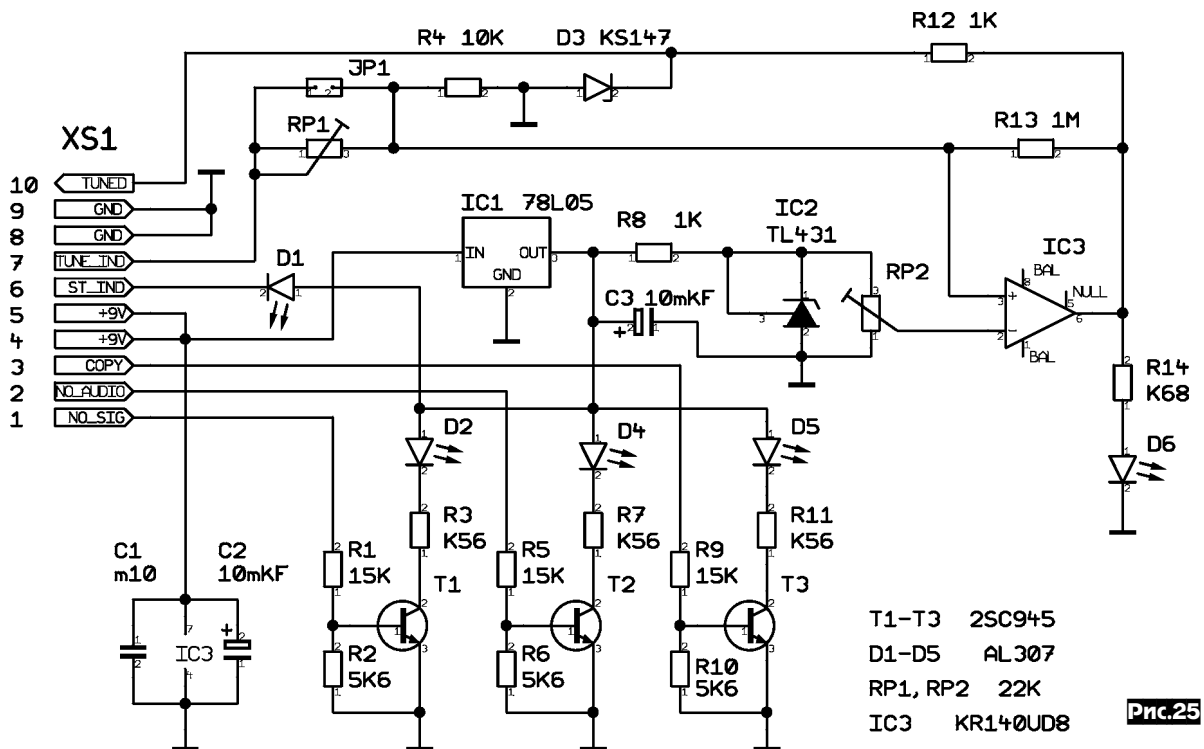 R12 1K
R4 10K
D3 KS147
JP1
RP1
R13 1M
XS1
10 TUNED
9 GND
8 GND
7 TUNE_IND
6 ST_IND
5 +9V
4 +9V
3 COPY
2 NO_AUDIO
1 NO_SIG
D1
IC1 78L05
IN
OUT
GND
R8 1K
IC2
TL431
RP2
IC3
BAL
NULL
BAL
C3 10mKF
+
R14
K68
D2
D4
D5
D6
R3
K56
R7
K56
R11
K56
C1
m10
C2
10mKF
+
IC3
R1
15K
R5
15K
R9
15K
T1
T2
T3
R2
5K6
R6
5K6
R10
5K6
T1-T3 2SC945
D1-D5 AL307
RP1,RP2 22K
IC3 KR140UD8
Рис.25